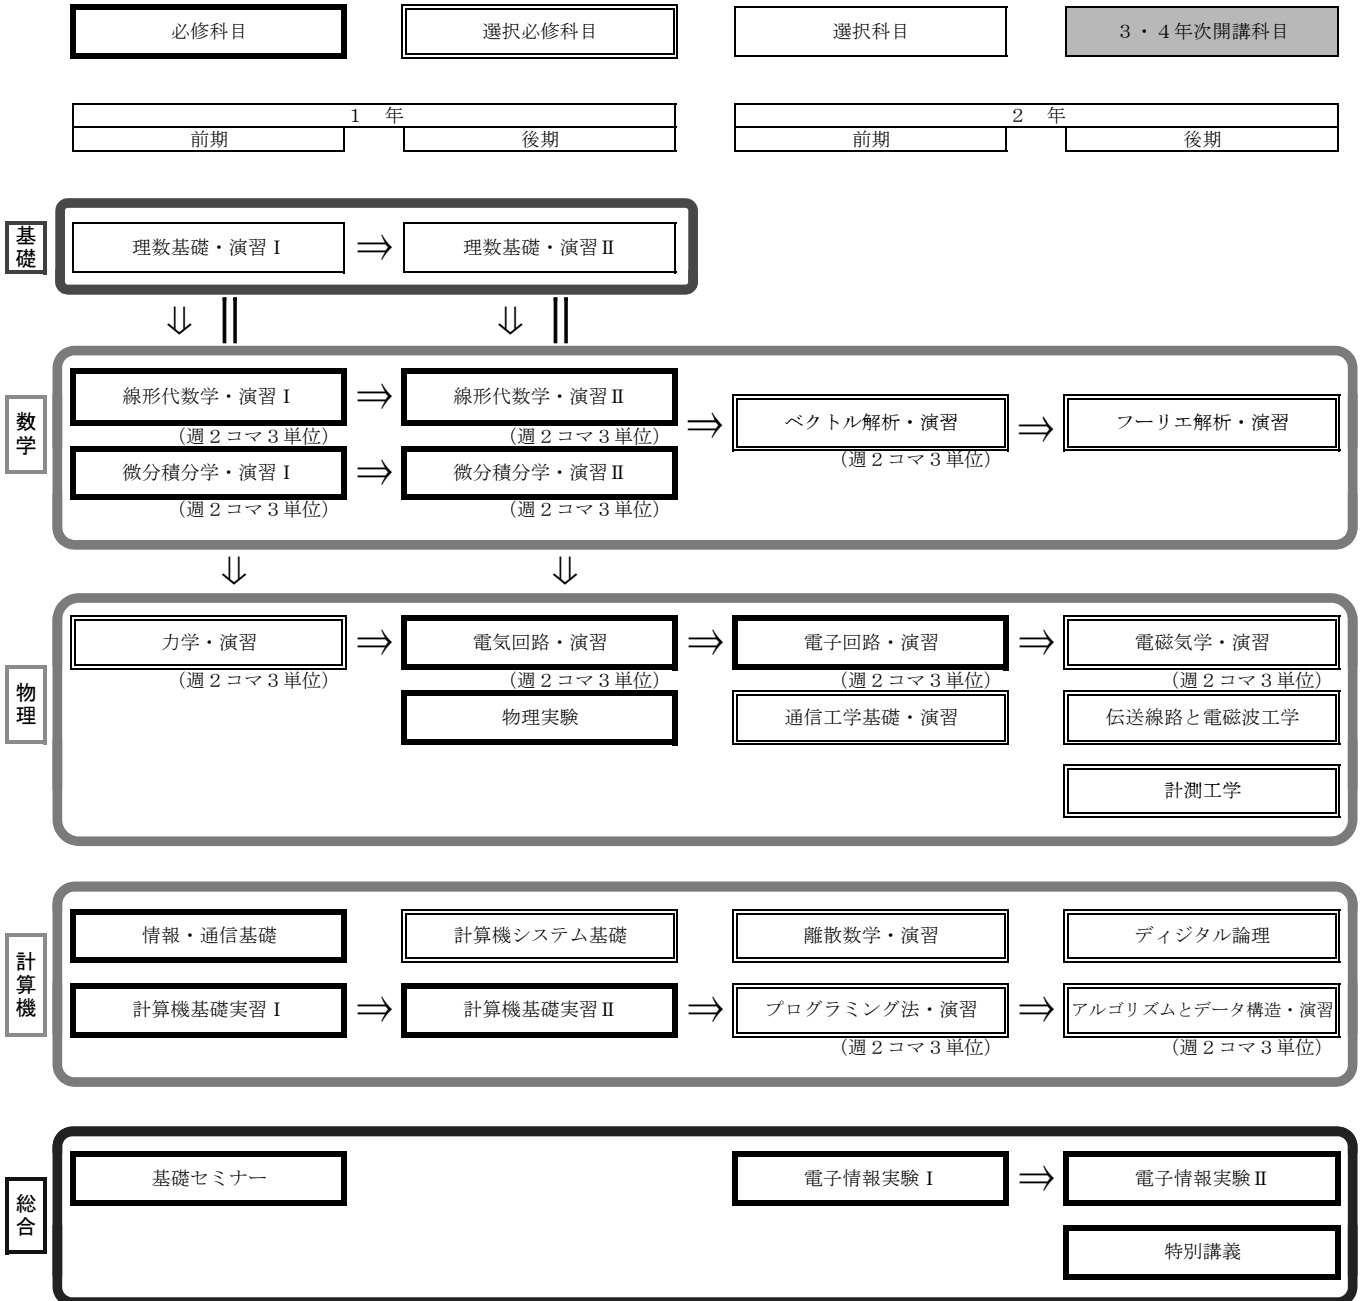 必修科目
選択必修科目
選択科目
３・４年次開講科目
１　年
２　年
前期
後期
前期
後期
基礎
理数基礎・演習Ⅰ
⇒
理数基礎・演習Ⅱ
⇓
⇓
数学
線形代数学・演習Ⅰ
⇒
線形代数学・演習Ⅱ
（週２コマ３単位）
（週２コマ３単位）
⇒
ベクトル解析・演習
⇒
フーリエ解析・演習
（週２コマ３単位）
微分積分学・演習Ⅰ
⇒
微分積分学・演習Ⅱ
（週２コマ３単位）
（週２コマ３単位）
⇓
⇓
物理
力学・演習
⇒
電気回路・演習
⇒
電子回路・演習
⇒
電磁気学・演習
（週２コマ３単位）
（週２コマ３単位）
（週２コマ３単位）
（週２コマ３単位）
物理実験
通信工学基礎・演習
伝送線路と電磁波工学
計測工学
計算機
情報・通信基礎
計算機システム基礎
離散数学・演習
ディジタル論理
計算機基礎実習Ⅰ
⇒
計算機基礎実習Ⅱ
⇒
プログラミング法・演習
⇒
アルゴリズムとデータ構造・演習
（週２コマ３単位）
（週２コマ３単位）
総合
基礎セミナー
電子情報実験Ⅰ
⇒
電子情報実験Ⅱ
特別講義